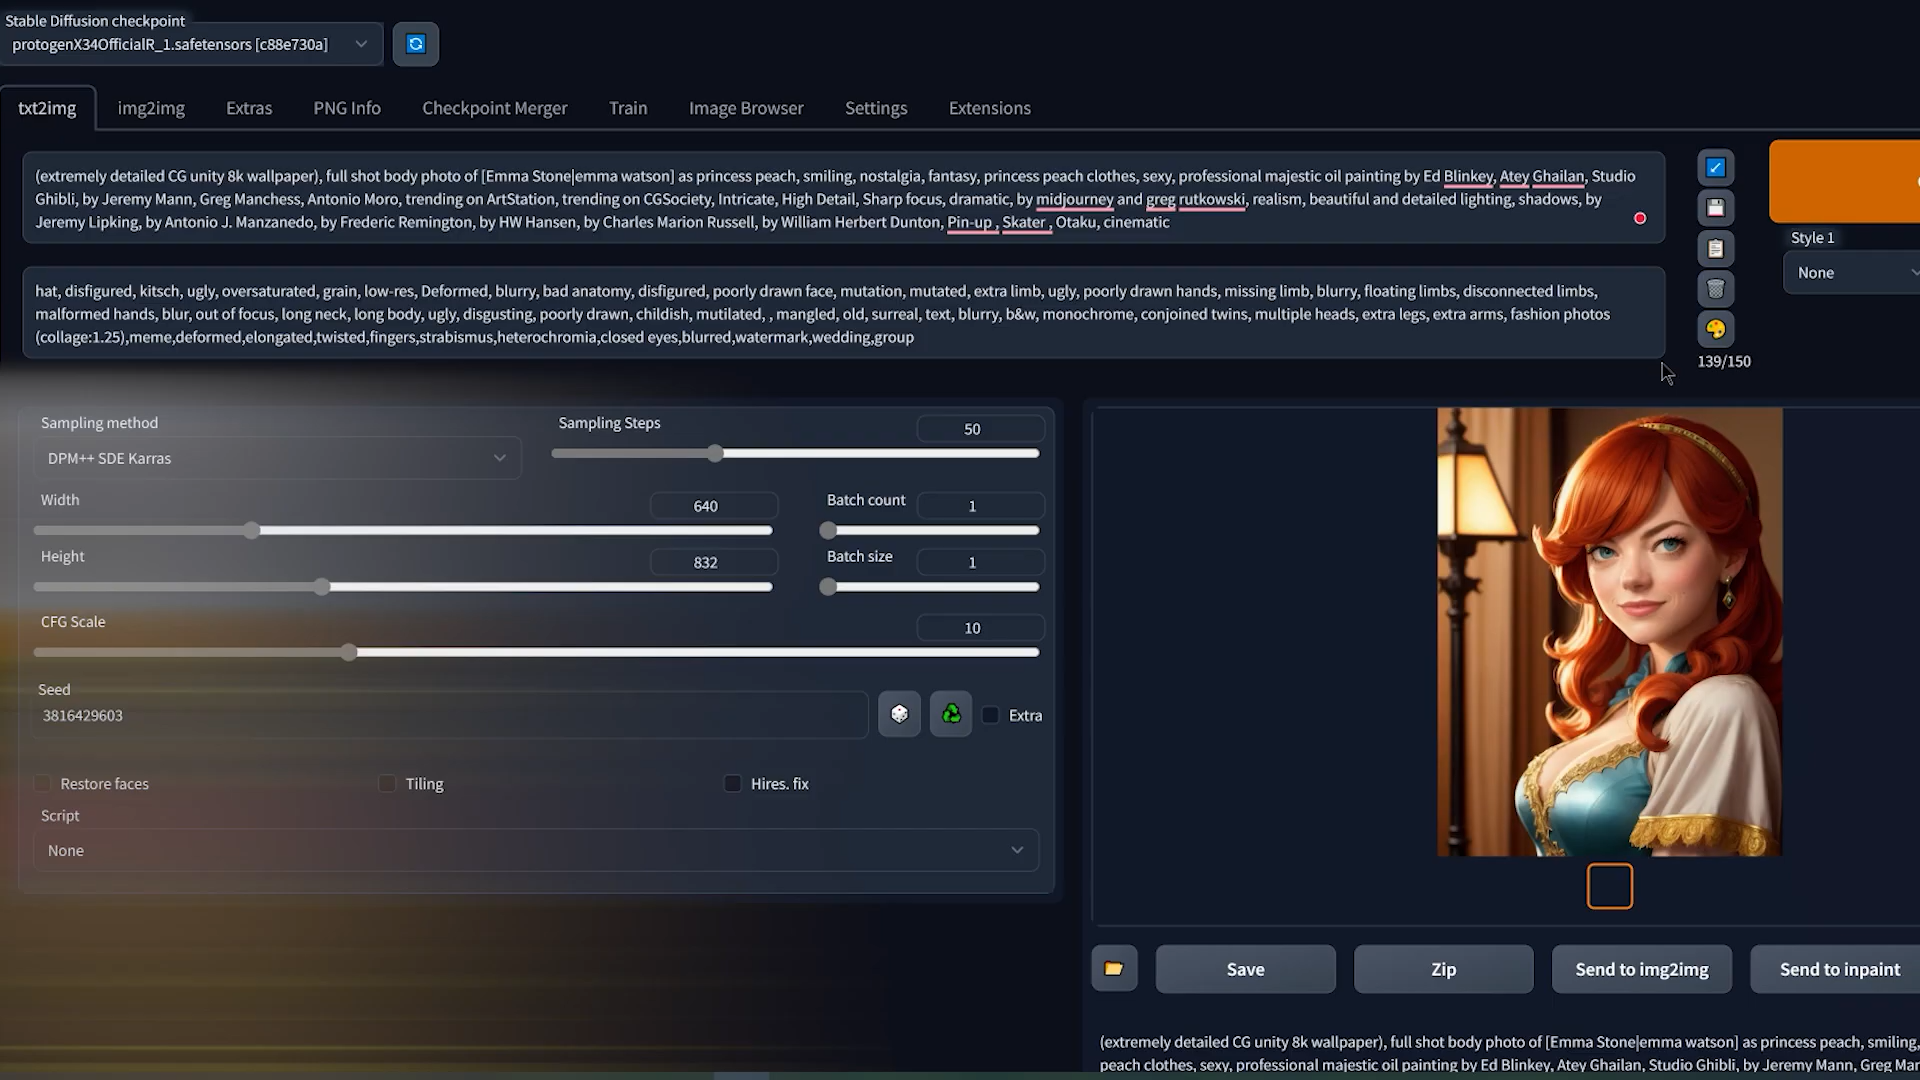 Stable Diffusion checkpoint
protogenX34OfficialR_1.safetensors [c88e730a]
txt2img img2img Extras PNG Info Checkpoint Merger Train Image Browser Settings Extensions
(extremely detailed CG unity 8k wallpaper), full shot body photo of [Emma Stone|emma watson] as princess peach, smiling, nostalgia, fantasy, princess peach clothes, sexy, professional majestic oil painting by Ed Blinkey, Atey Ghailan, Studio
Ghibli, by Jeremy Mann, Greg Manchess, Antonio Moro, trending on ArtStation, trending on CGSociety, Intricate, High Detail, Sharp focus, dramatic, by midjourney and greg rutkowski, realism, beautiful and detailed lighting, shadows, by
Jeremy Lipking, by Antonio J. Manzanedo, by Frederic Remington, by HW Hansen, by Charles Marion Russell, by William Herbert Dunton, Pin-up , Skater , Otaku, cinematic
Style 1
None
hat, disfigured, kitsch, ugly, oversaturated, grain, low-res, Deformed, blurry, bad anatomy, disfigured, poorly drawn face, mutation, mutated, extra limb, ugly, poorly drawn hands, missing limb, blurry, floating limbs, disconnected limbs,
malformed hands, blur, out of focus, long neck, long body, ugly, disgusting, poorly drawn, childish, mutilated, , mangled, old, surreal, text, blurry, b&w, monochrome, conjoined twins, multiple heads, extra legs, extra arms, fashion photos
(collage:1.25),meme,deformed,elongated,twisted,fingers,strabismus,heterochromia,closed eyes,blurred,watermark,wedding,group
139/150
Sampling method
DPM++ SDE Karras
Sampling Steps 50
Width 640
Batch count 1
Height 832
Batch size 1
CFG Scale 10
Seed
3816429603
Extra
Restore faces Tiling Hires. fix
Script
None
Save Zip Send to img2img Send to inpaint
(extremely detailed CG unity 8k wallpaper), full shot body photo of [Emma Stone|emma watson] as princess peach, smiling,
peach clothes, sexy, professional majestic oil painting by Ed Blinkey, Atey Ghailan, Studio Ghibli, by Jeremy Mann, Greg Mar